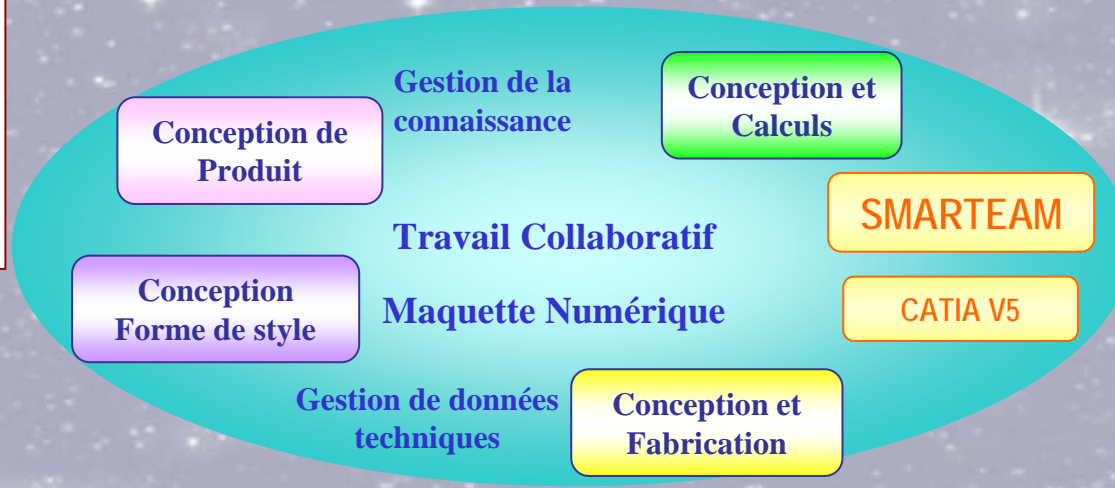 Gestion de la
connaissance
Conception et
Calculs
Conception de
Produit
SMARTEAM
Travail Collaboratif
Conception
Forme de style
Maquette Numérique
CATIA V5
Gestion de données
techniques
Conception et
Fabrication